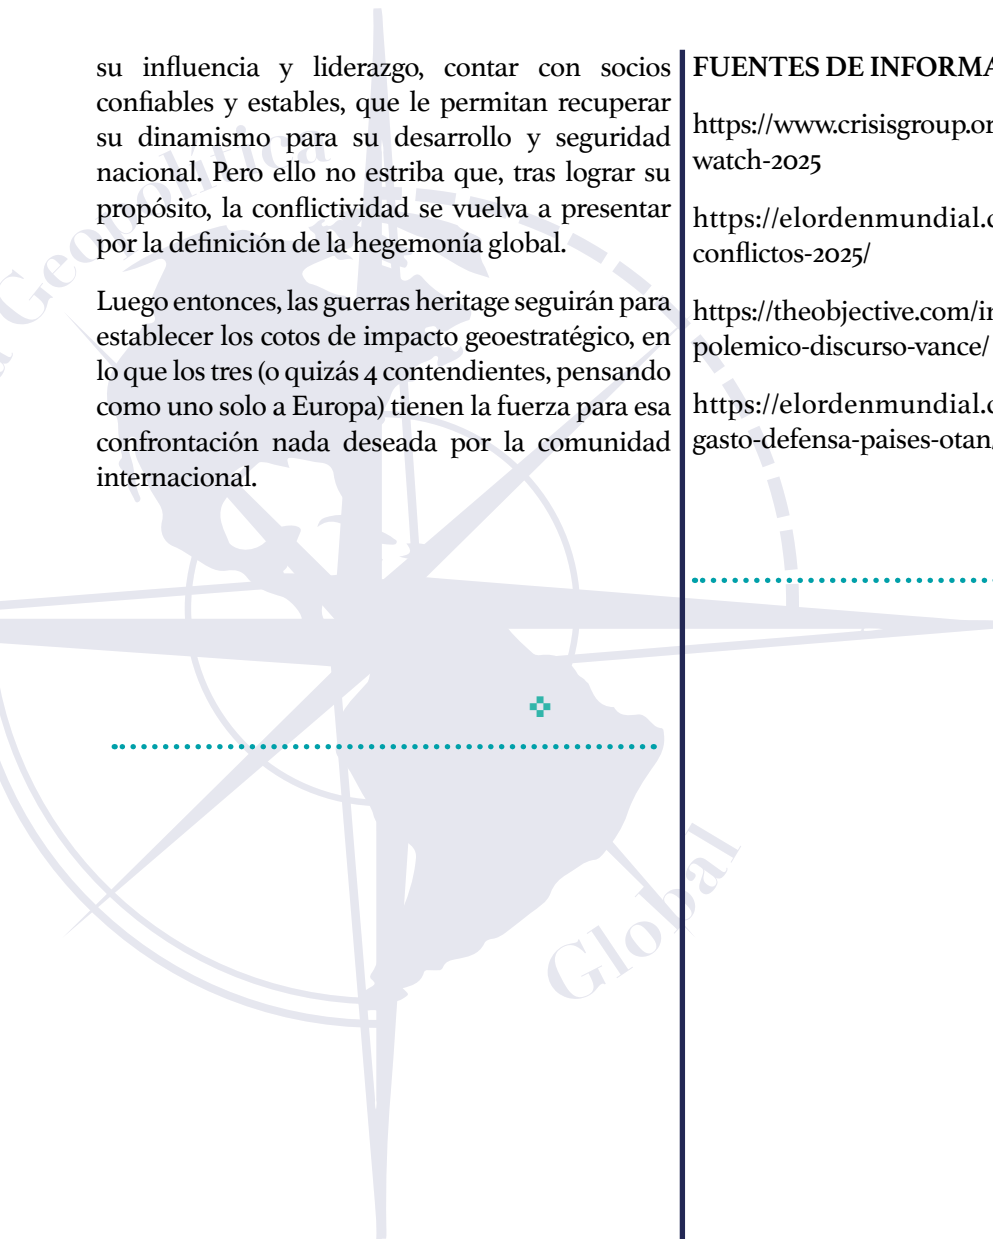 su influencia y liderazgo, contar con socios
confiables y estables, que le permitan recuperar
su dinamismo para su desarrollo y seguridad
nacional. Pero ello no estriba que, tras lograr su
propósito, la conflictividad se vuelva a presentar
por la definición de la hegemonía global.
Luego entonces, las guerras heritage seguirán para
establecer los cotos de impacto geoestratégico, en
lo que los tres (o quizás 4 contendientes, pensando
como uno solo a Europa) tienen la fuerza para esa
confrontación nada deseada por la comunidad
internacional.
FUENTES DE INFORMA
https://www.crisisgroup.or
watch-2025
https://elordenmundial.c
conflictos-2025/
https://theobjective.com/in
polemico-discurso-vance/
https://elordenmundial.c
gasto-defensa-paises-otan/
Geopolítica
Global